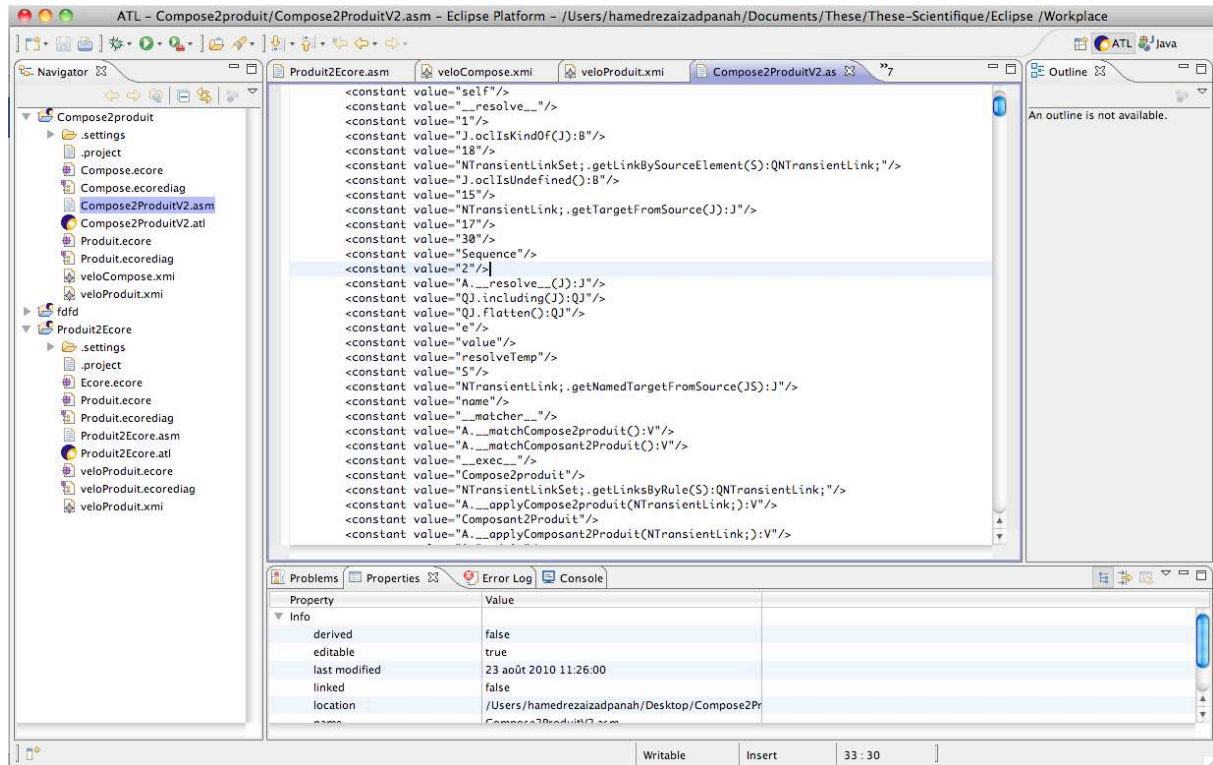 ATL - Compose2produit/Compose2ProduitV2.asm - Eclipse Platform - /Users/hamedrezaizadpanah/Documents/These/These-Scientifique/Eclipse /Workplace
ATL Java
Navigator
Compose2produit
.settings
.project
Compose.ecore
Compose.ecorediag
Compose2ProduitV2.asm
Compose2ProduitV2.atl
Produit.ecore
Produit.ecorediag
veloCompose.xmi
veloProduit.xmi
fdfd
Produit2Ecore
.settings
.project
Ecore.ecore
Produit.ecore
Produit.ecorediag
Produit2Ecore.asm
Produit2Ecore.atl
veloProduit.ecore
veloProduit.ecorediag
veloProduit.xmi
Produit2Ecore.asm veloCompose.xmi veloProduit.xmi Compose2ProduitV2.as »7
<constant value="self"/>
<constant value="__resolve__"/>
<constant value="1"/>
<constant value="J.oclIsKindOf(J):B"/>
<constant value="18"/>
<constant value="NTransientLinkSet;.getLinkBySourceElement(S):QNTransientLink;"/>
<constant value="J.oclIsUndefined():B"/>
<constant value="15"/>
<constant value="NTransientLink;.getTargetFromSource(J):J"/>
<constant value="17"/>
<constant value="30"/>
<constant value="Sequence"/>
<constant value="2"/>
<constant value="A.__resolve__(J):J"/>
<constant value="QJ.including(J):QJ"/>
<constant value="QJ.flatten():QJ"/>
<constant value="e"/>
<constant value="value"/>
<constant value="resolveTemp"/>
<constant value="S"/>
<constant value="NTransientLink;.getNamedTargetFromSource(JS):J"/>
<constant value="name"/>
<constant value="__matcher__"/>
<constant value="A.__matchCompose2produit():V"/>
<constant value="A.__matchComposant2Produit():V"/>
<constant value="__exec__"/>
<constant value="Compose2produit"/>
<constant value="NTransientLinkSet;.getLinksByRule(S):QNTransientLink;"/>
<constant value="A.__applyCompose2produit(NTransientLink;):V"/>
<constant value="Composant2Produit"/>
<constant value="A.__applyComposant2Produit(NTransientLink;):V"/>
Outline
An outline is not available.
Problems Properties Error Log Console
Property Value
Info
derived false
editable true
last modified 23 août 2010 11:26:00
linked false
location /Users/hamedrezaizadpanah/Desktop/Compose2Pr
name Compose2ProduitV2.asm
Writable Insert 33 : 30